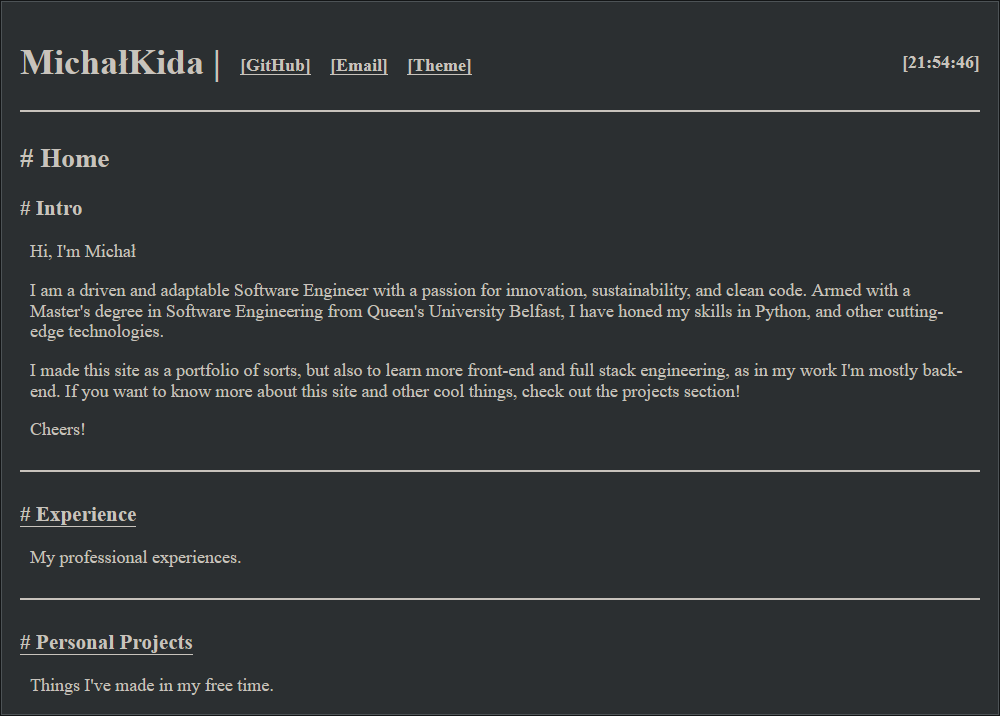 MichałKida | [GitHub] [Email] [Theme] [21:54:46]
# Home
# Intro
Hi, I'm Michał
I am a driven and adaptable Software Engineer with a passion for innovation, sustainability, and clean code. Armed with a
Master's degree in Software Engineering from Queen's University Belfast, I have honed my skills in Python, and other cutting-
edge technologies.
I made this site as a portfolio of sorts, but also to learn more front-end and full stack engineering, as in my work I'm mostly back-
end. If you want to know more about this site and other cool things, check out the projects section!
Cheers!
# Experience
My professional experiences.
# Personal Projects
Things I've made in my free time.